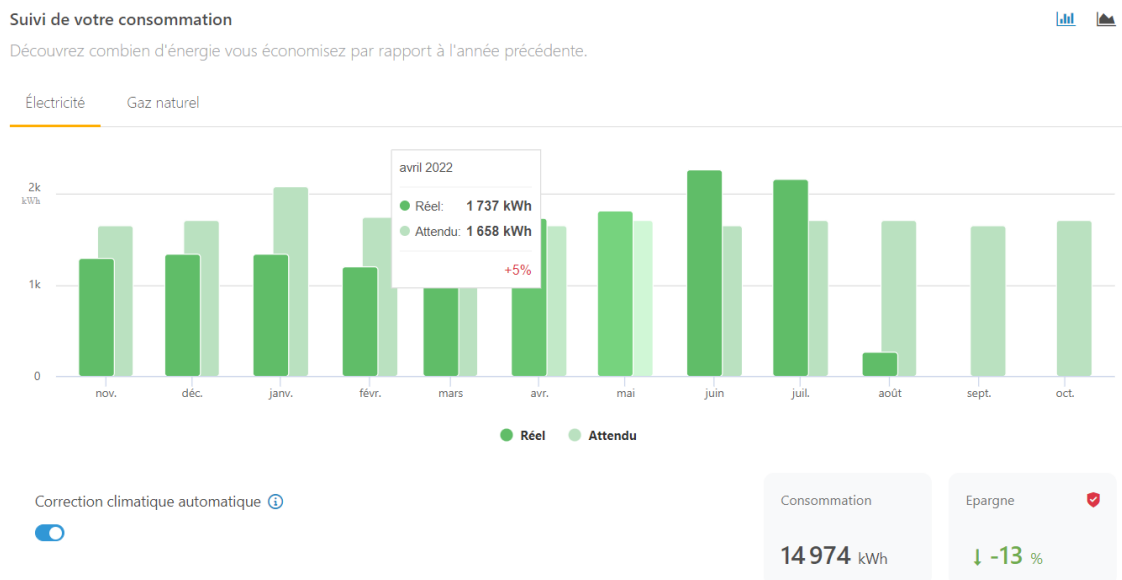 Suivi de votre consommation
Découvrez combien d'énergie vous économisez par rapport à l'année précédente.
Électricité Gaz naturel
avril 2022
Réel: 1 737 kWh
Attendu: 1 658 kWh
+5%
2k
kWh
1k
0
nov. déc. janv. févr. mars avr. mai juin juil. août sept. oct.
Réel Attendu
Correction climatique automatique
Consommation
14 974 kWh
Epargne
-13 %